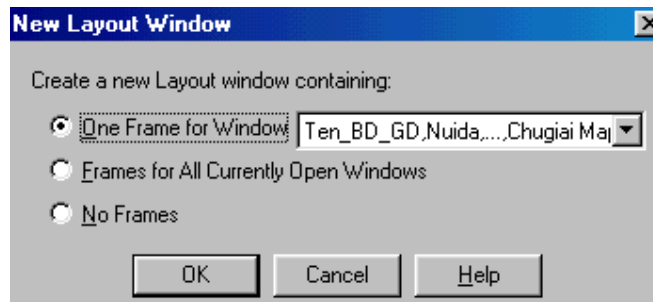 New Layout Window
Create a new Layout window containing:
One Frame for Window Ten_BD_GD,Nuida,...,Chugiai Ma
Frames for All Currently Open Windows
No Frames
OK Cancel Help